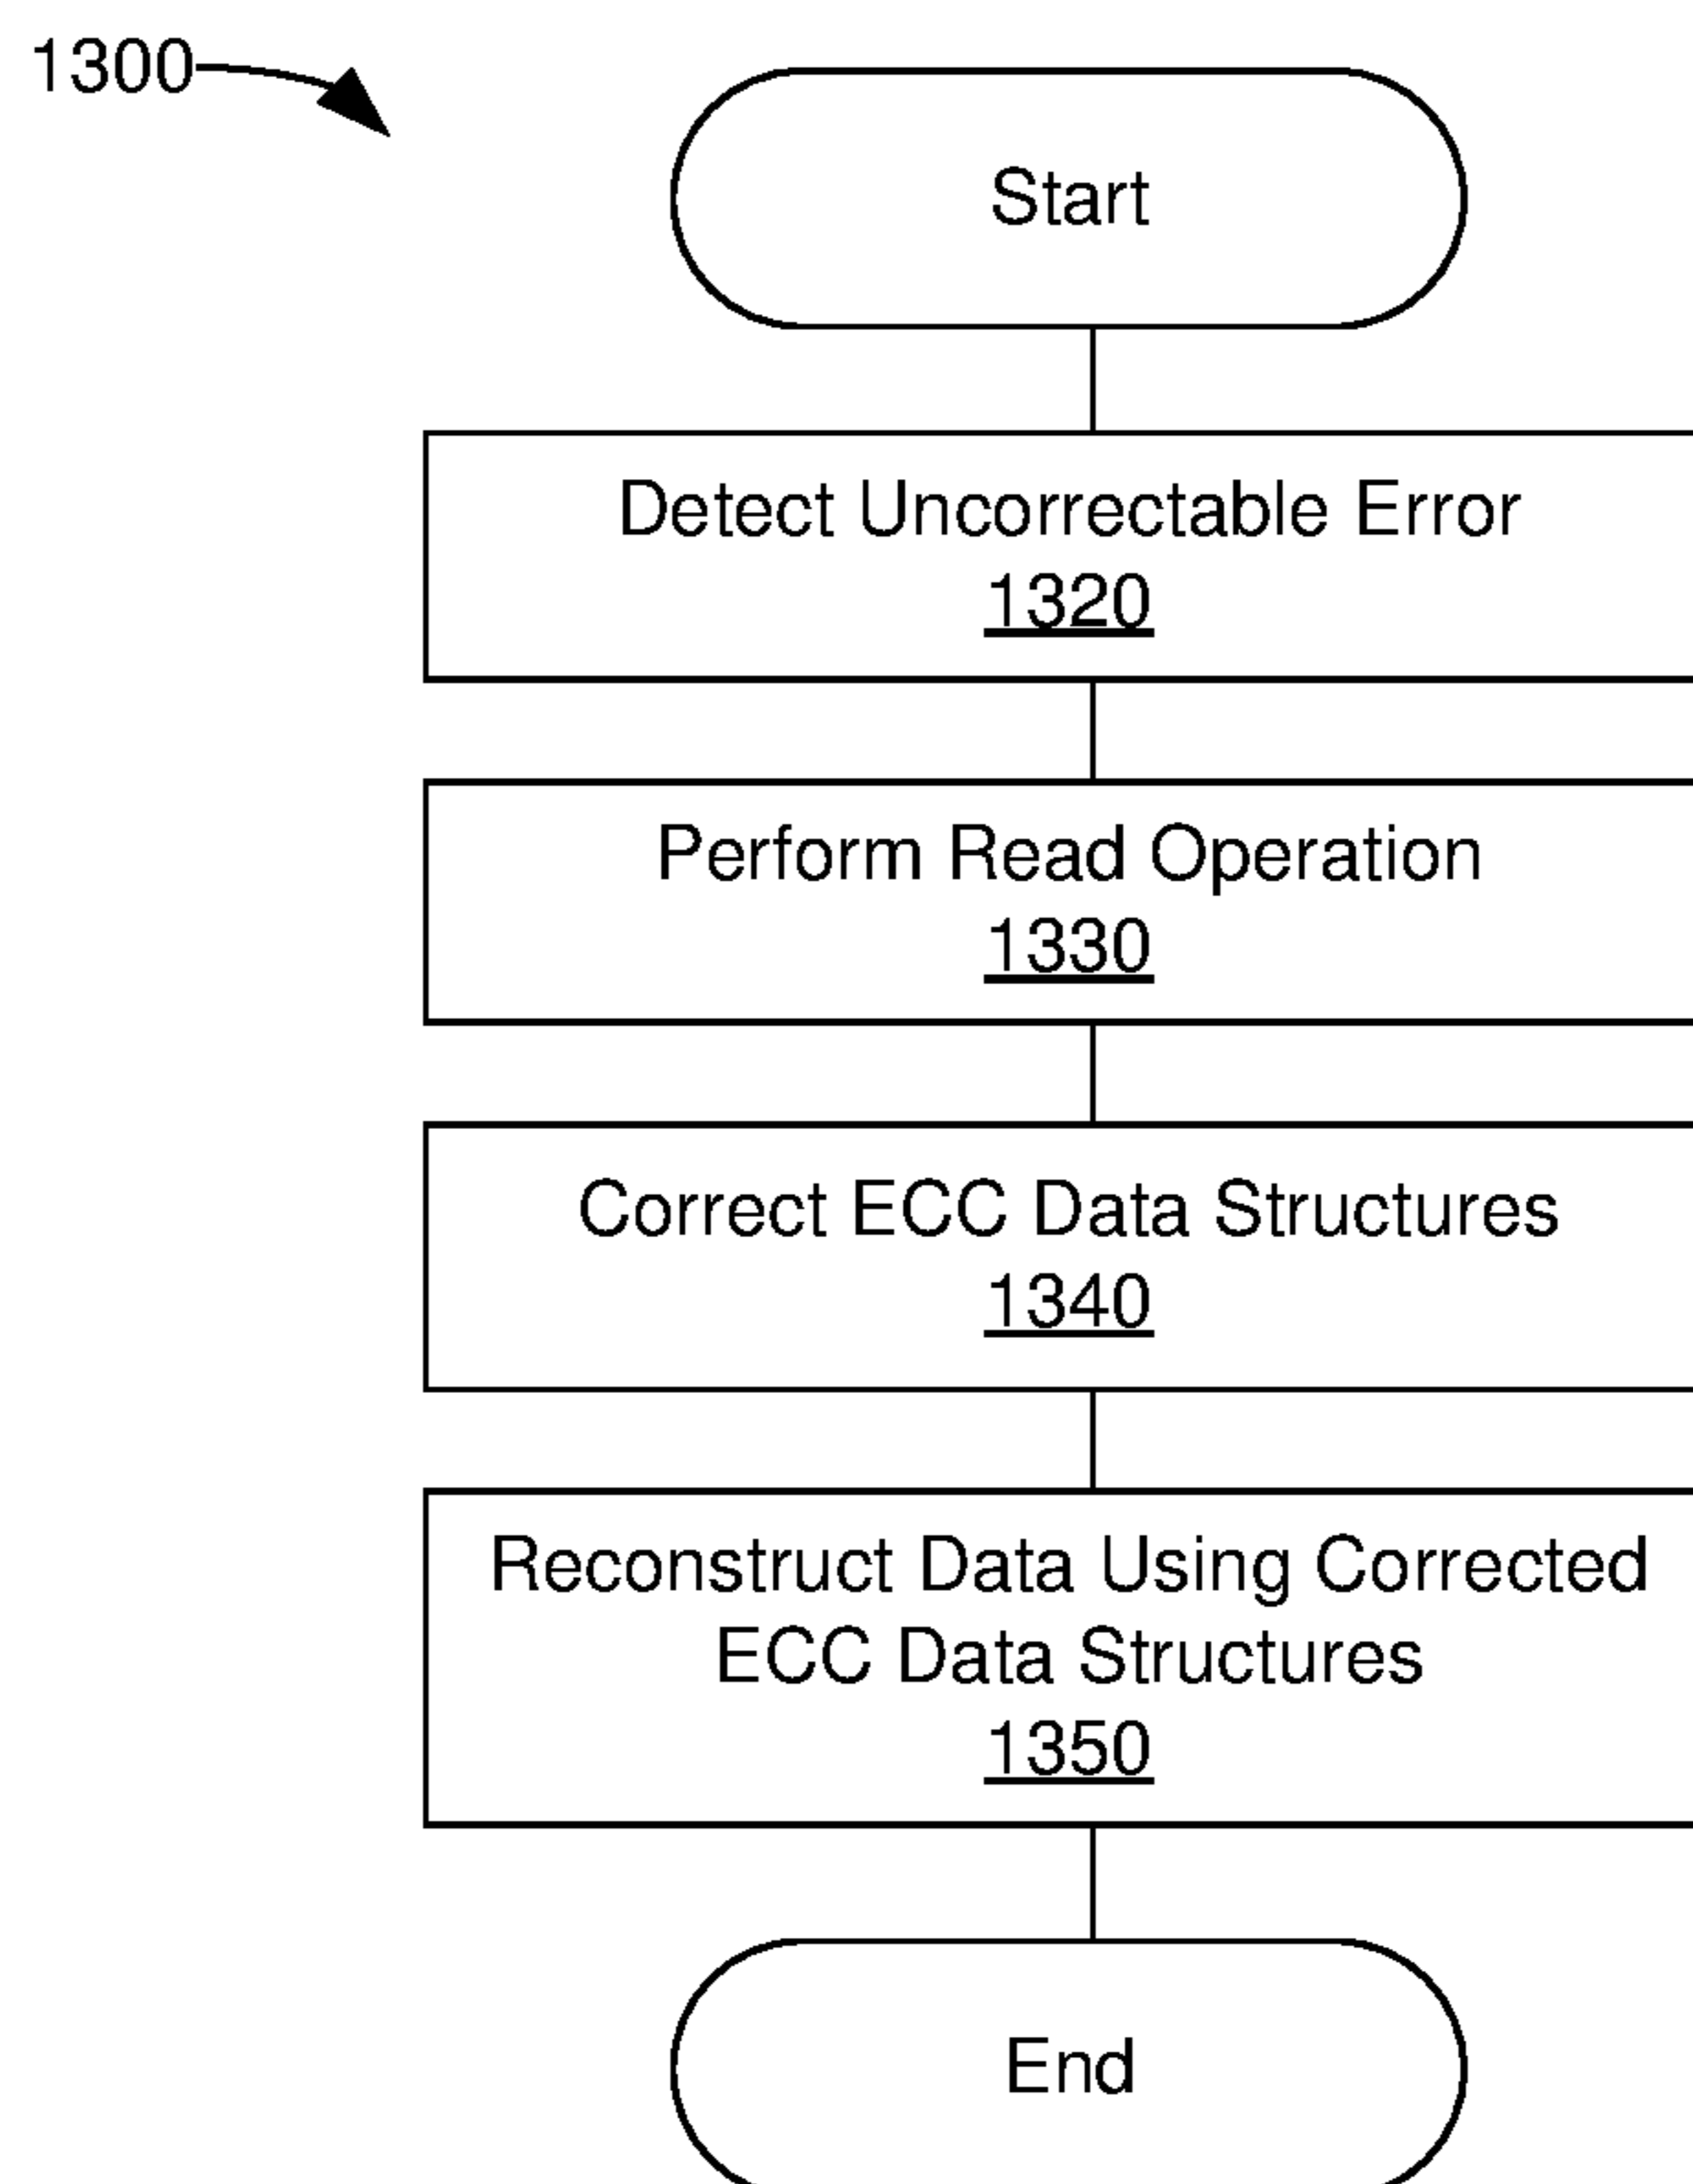 1300
Start
Detect Uncorrectable Error
1320
Perform Read Operation
1330
Correct ECC Data Structures
1340
Reconstruct Data Using Corrected
ECC Data Structures
1350
End